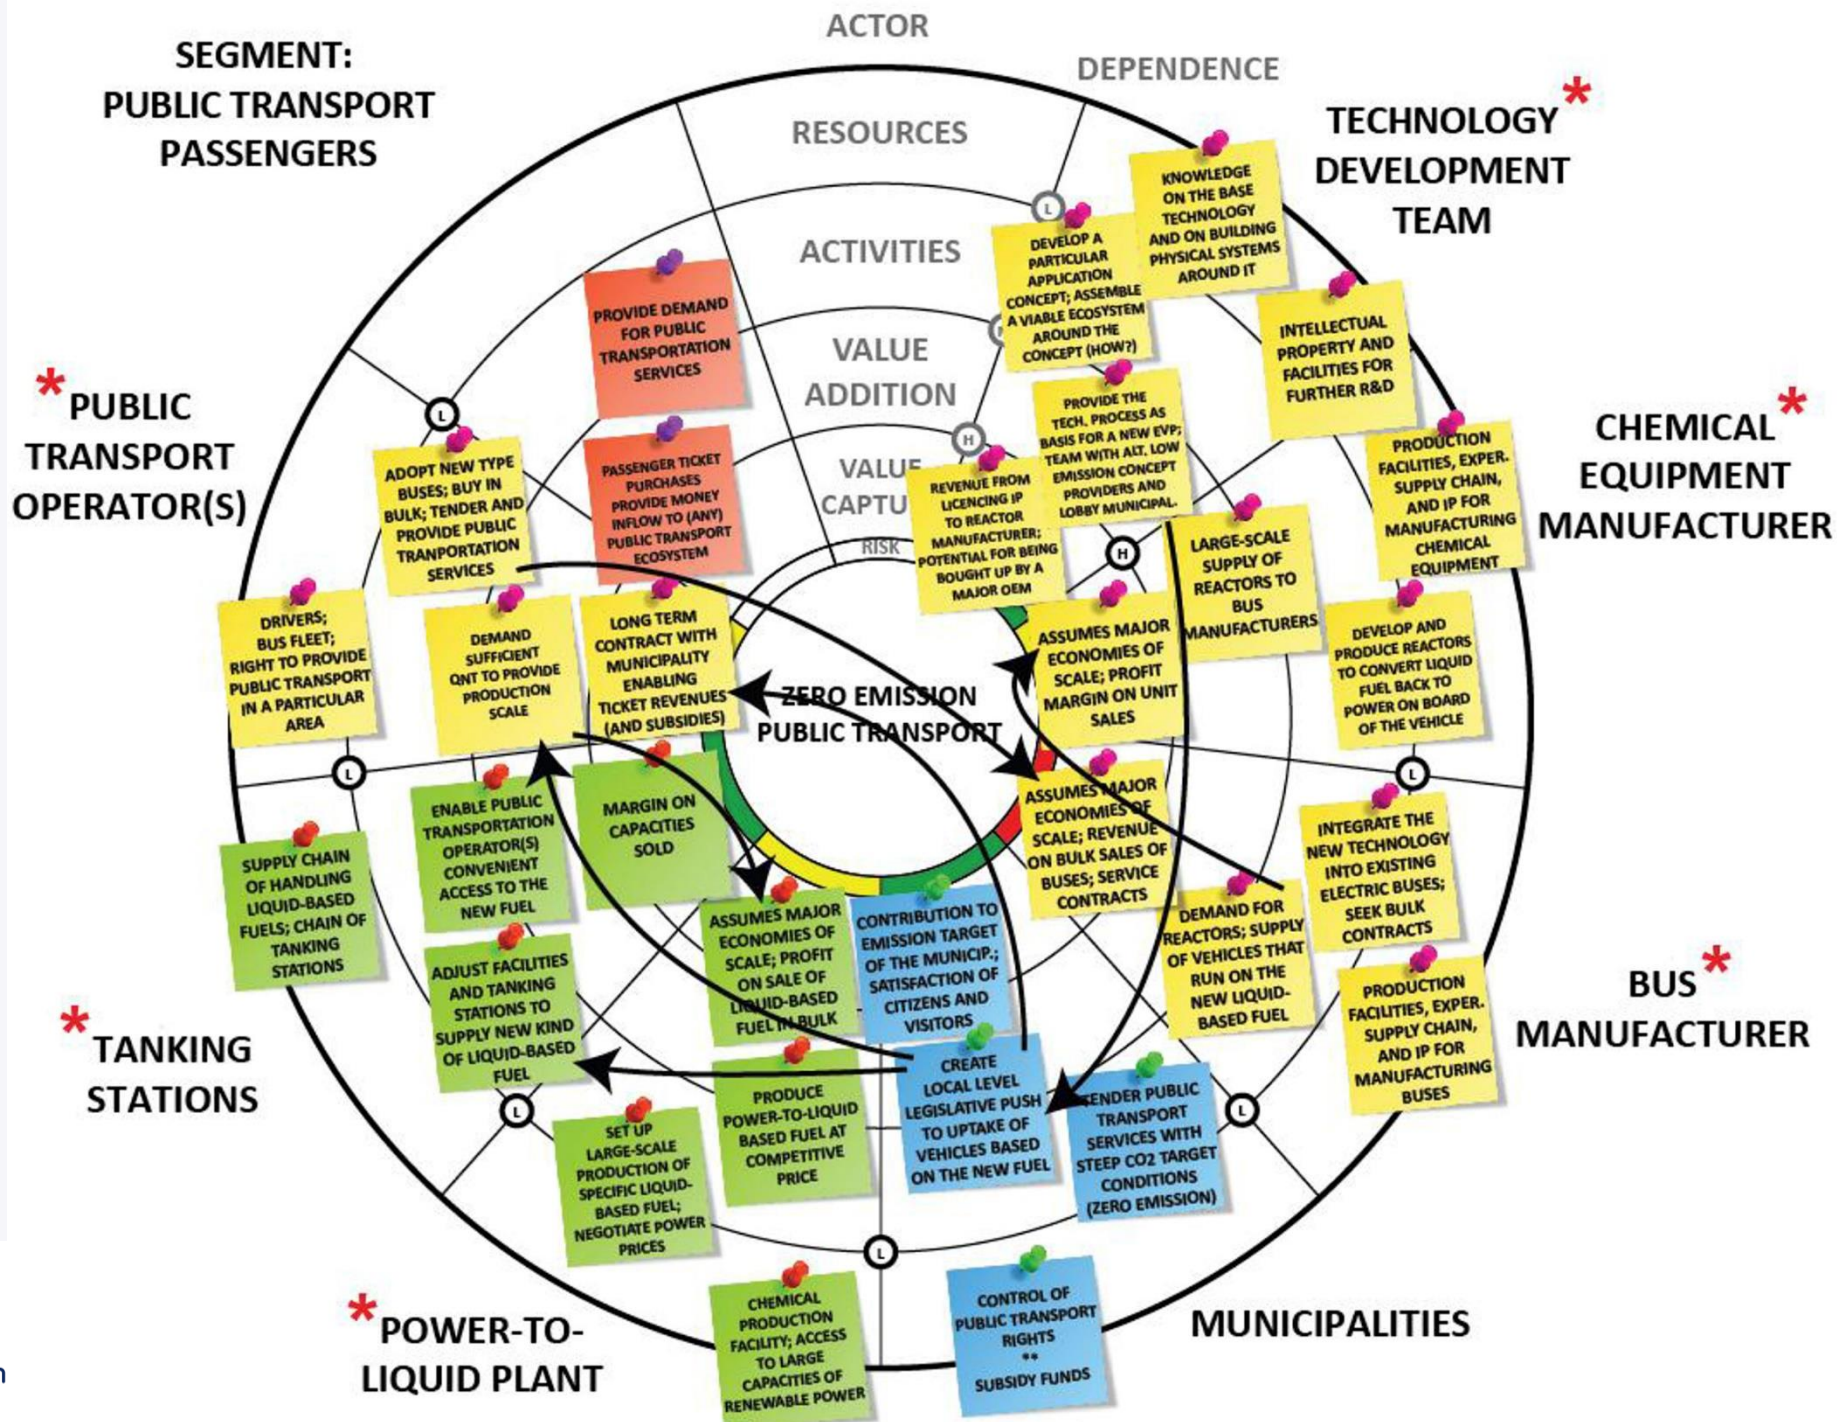 ACTOR
DEPENDENCE
RESOURCES
ACTIVITIES
VALUE
ADDITION
VALUE
CAPTU
RISK
SEGMENT:
PUBLIC TRANSPORT
PASSENGERS
PROVIDE DEMAND
FOR PUBLIC
TRANSPORTATION
SERVICES
PASSENGER TICKET
PURCHASES
PROVIDE MONEY
INFLOW TO (ANY)
PUBLIC TRANSPORT
ECOSYSTEM
*
TECHNOLOGY
DEVELOPMENT
TEAM
L
KNOWLEDGE
ON THE BASE
TECHNOLOGY
AND ON BUILDING
PHYSICAL SYSTEMS
AROUND IT
DEVELOP A
PARTICULAR
APPLICATION
CONCEPT; ASSEMBLE
A VIABLE ECOSYSTEM
AROUND THE
CONCEPT (HOW?)
INTELLECTUAL
PROPERTY AND
FACILITIES FOR
FURTHER R&D
PROVIDE THE
TECH. PROCESS AS
BASIS FOR A NEW EVP;
TEAM WITH ALT. LOW
EMISSION CONCEPT
PROVIDERS AND
LOBBY MUNICIPAL.
H
REVENUE FROM
LICENCING IP
TO REACTOR
MANUFACTURER;
POTENTIAL FOR BEING
BOUGHT UP BY A
MAJOR OEM
*
CHEMICAL
EQUIPMENT
MANUFACTURER
PRODUCTION
FACILITIES, EXPER.
SUPPLY CHAIN,
AND IP FOR
MANUFACTURING
CHEMICAL
EQUIPMENT
H
LARGE-SCALE
SUPPLY OF
REACTORS TO
BUS
MANUFACTURERS
DEVELOP AND
PRODUCE REACTORS
TO CONVERT LIQUID
FUEL BACK TO
POWER ON BOARD
OF THE VEHICLE
ASSUMES MAJOR
ECONOMIES OF
SCALE; PROFIT
MARGIN ON UNIT
SALES
L
*
PUBLIC
TRANSPORT
OPERATOR(S)
L
ADOPT NEW TYPE
BUSES; BUY IN
BULK; TENDER AND
PROVIDE PUBLIC
TRANPORTATION
SERVICES
DRIVERS;
BUS FLEET;
RIGHT TO PROVIDE
PUBLIC TRANSPORT
IN A PARTICULAR
AREA
DEMAND
SUFFICIENT
QNT TO PROVIDE
PRODUCTION
SCALE
LONG TERM
CONTRACT WITH
MUNICIPALITY
ENABLING
TICKET REVENUES
(AND SUBSIDIES)
ZERO EMISSION
PUBLIC TRANSPORT
L
ENABLE PUBLIC
TRANSPORTATION
OPERATOR(S)
CONVENIENT
ACCESS TO THE
NEW FUEL
MARGIN ON
CAPACITIES
SOLD
SUPPLY CHAIN
OF HANDLING
LIQUID-BASED
FUELS; CHAIN OF
TANKING
STATIONS
ADJUST FACILITIES
AND TANKING
STATIONS TO
SUPPLY NEW KIND
OF LIQUID-BASED
FUEL
*
TANKING
STATIONS
L
ASSUMES MAJOR
ECONOMIES OF
SCALE; PROFIT
ON SALE OF
LIQUID-BASED
FUEL IN BULK
PRODUCE
POWER-TO-LIQUID
BASED FUEL AT
COMPETITIVE
PRICE
SET UP
LARGE-SCALE
PRODUCTION OF
SPECIFIC LIQUID-
BASED FUEL;
NEGOTIATE POWER
PRICES
CHEMICAL
PRODUCTION
FACILITY; ACCESS
TO LARGE
CAPACITIES OF
RENEWABLE POWER
*
POWER-TO-
LIQUID PLANT
L
CONTRIBUTION TO
EMISSION TARGET
OF THE MUNICIP.;
SATISFACTION OF
CITIZENS AND
VISITORS
CREATE
LOCAL LEVEL
LEGISLATIVE PUSH
TO UPTAKE OF
VEHICLES BASED
ON THE NEW FUEL
TENDER PUBLIC
TRANSPORT
SERVICES WITH
STEEP CO2 TARGET
CONDITIONS
(ZERO EMISSION)
CONTROL OF
PUBLIC TRANSPORT
RIGHTS
**
SUBSIDY FUNDS
MUNICIPALITIES
L
ASSUMES MAJOR
ECONOMIES OF
SCALE; REVENUE
ON BULK SALES OF
BUSES; SERVICE
CONTRACTS
DEMAND FOR
REACTORS; SUPPLY
OF VEHICLES THAT
RUN ON THE
NEW LIQUID-
BASED FUEL
INTEGRATE THE
NEW TECHNOLOGY
INTO EXISTING
ELECTRIC BUSES;
SEEK BULK
CONTRACTS
PRODUCTION
FACILITIES, EXPER.
SUPPLY CHAIN,
AND IP FOR
MANUFACTURING
BUSES
*
BUS
MANUFACTURER